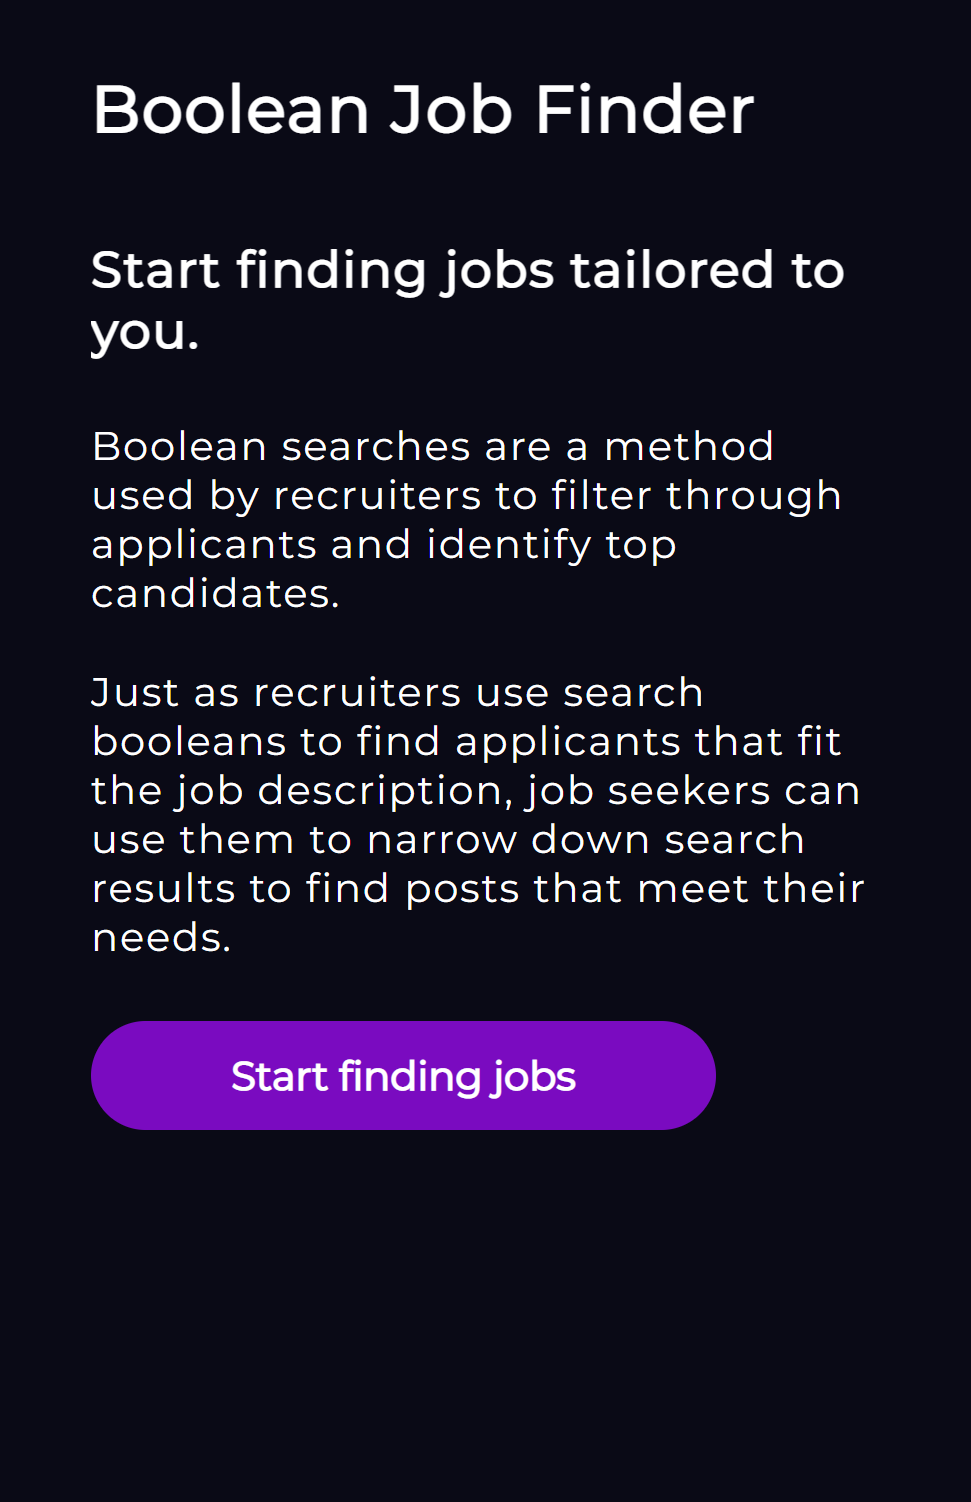 Boolean Job Finder
Start finding jobs tailored to
you.
Boolean searches are a method
used by recruiters to filter through
applicants and identify top
candidates.
Just as recruiters use search
booleans to find applicants that fit
the job description, job seekers can
use them to narrow down search
results to find posts that meet their
needs.
Start finding jobs